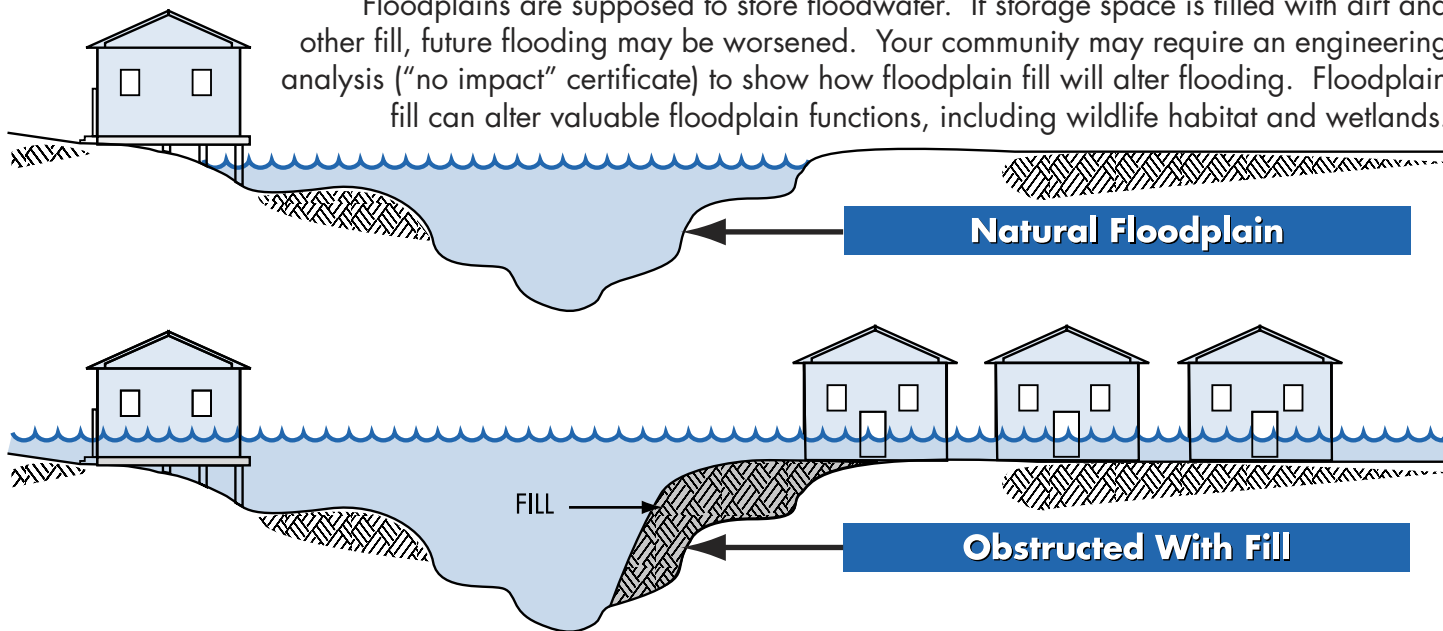 Floodplains are supposed to store floodwater. If storage space is filled with dirt and
other fill, future flooding may be worsened. Your community may require an engineering
analysis (“no impact” certificate) to show how floodplain fill will alter flooding. Floodplain
fill can alter valuable floodplain functions, including wildlife habitat and wetlands.
Natural Floodplain
FILL
Obstructed With Fill